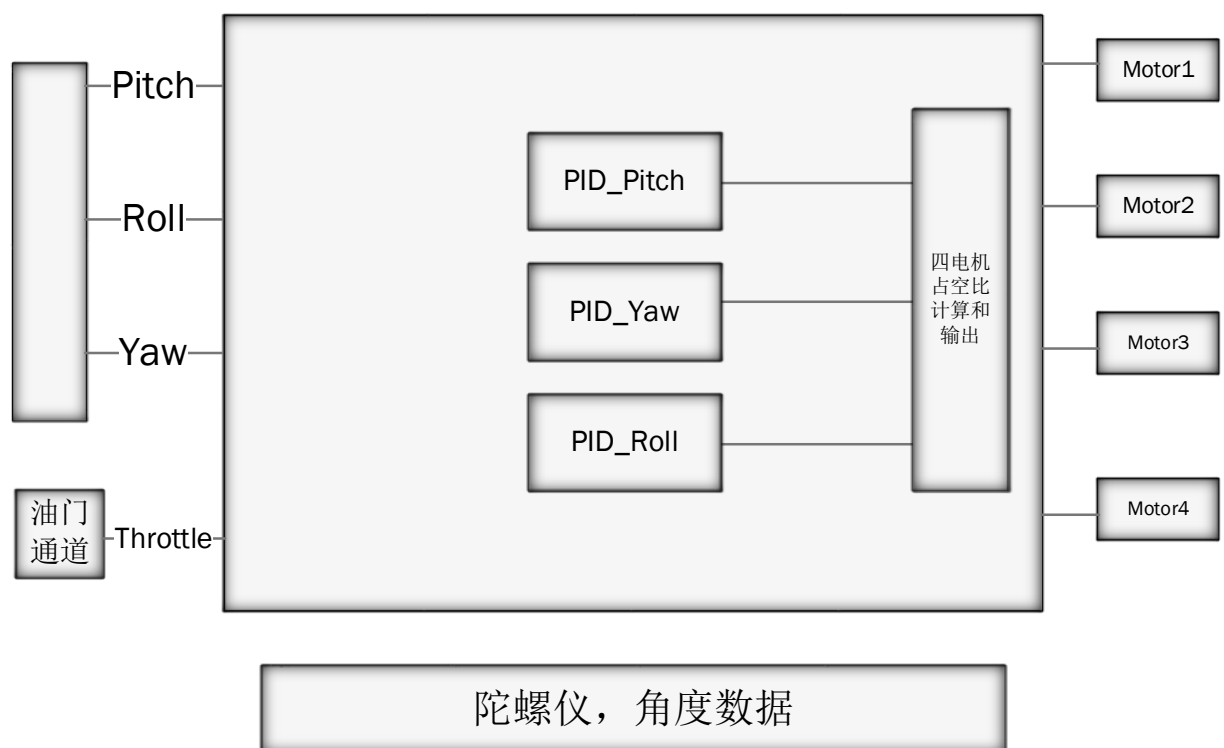 Pitch
Roll
Yaw
油门
通道
Throttle
PID_Pitch
PID_Yaw
PID_Roll
四电机
占空比
计算和
输出
Motor1
Motor2
Motor3
Motor4
陀螺仪，角度数据